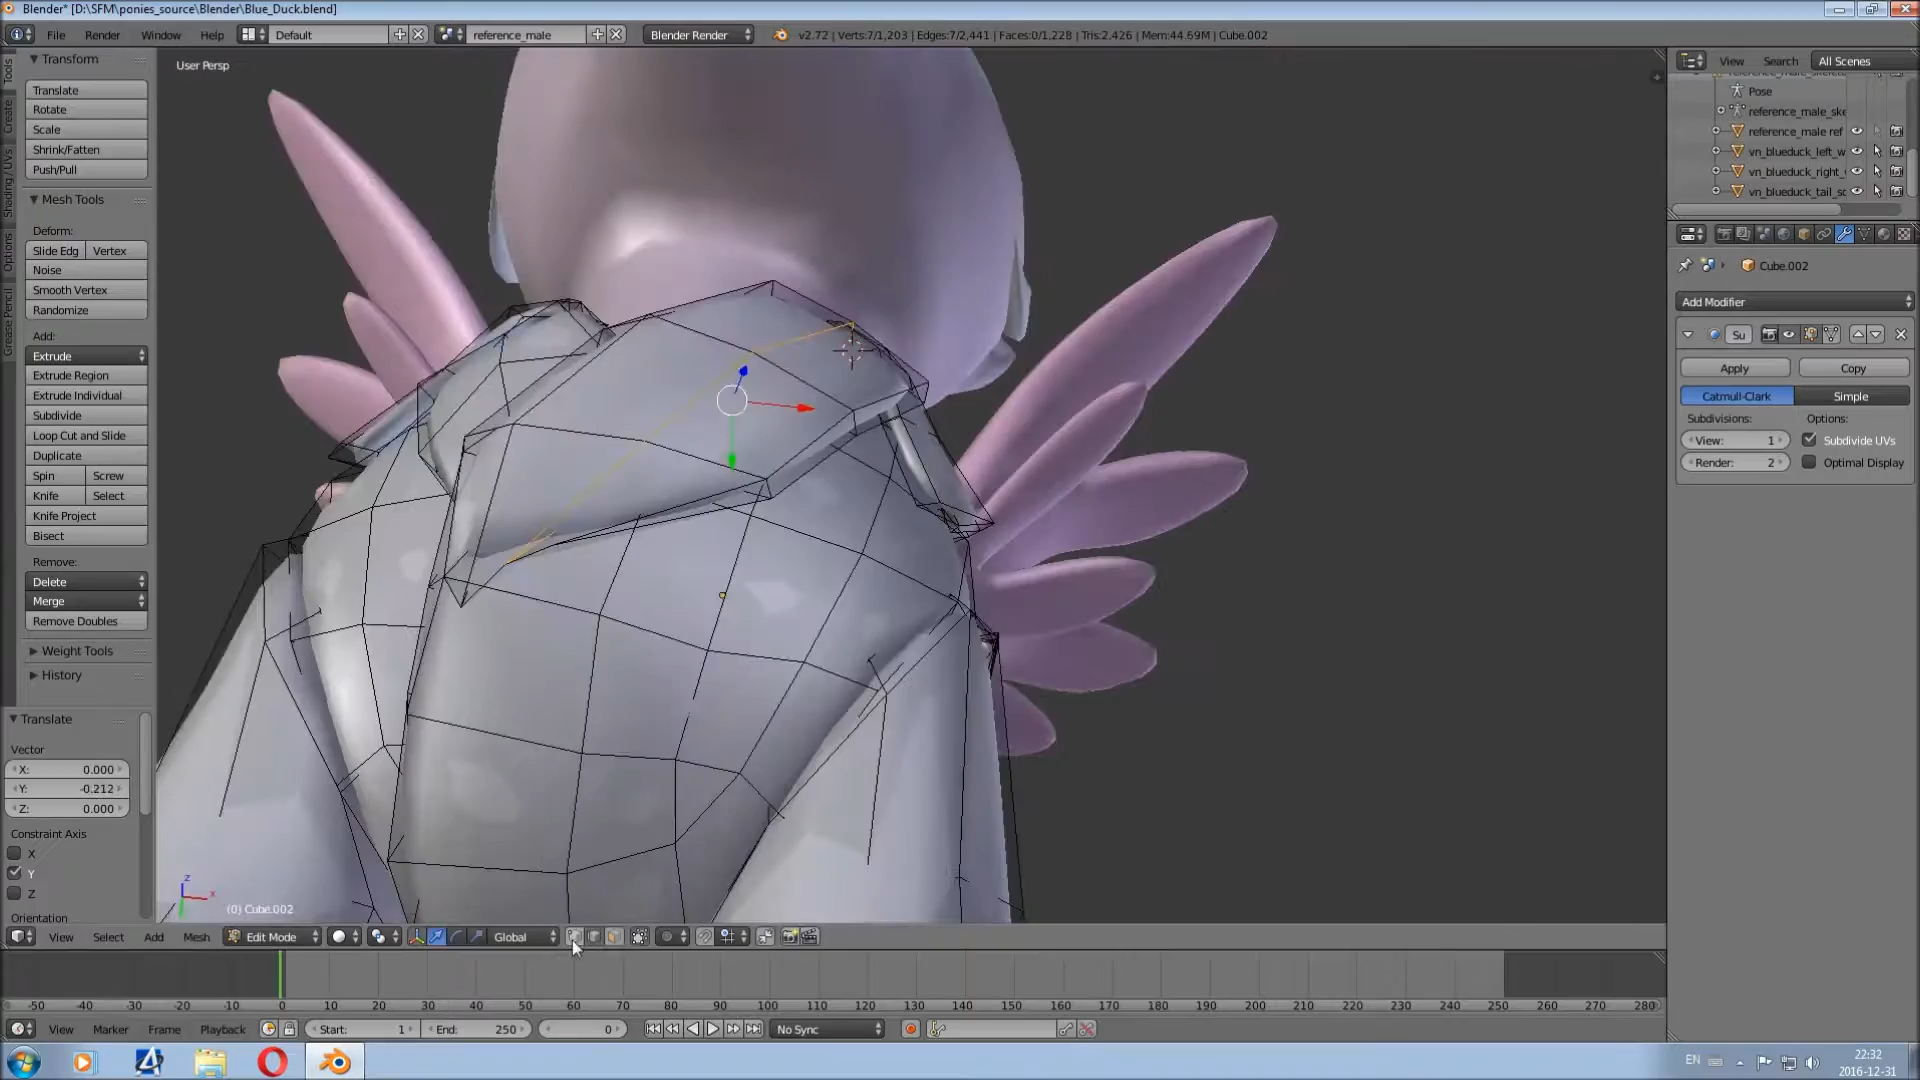 Blender* [D:\SFM\ponies_source\Blender\Blue_Duck.blend]
File Render Window Help Default reference_male Blender Render v2.72 | Verts:7/1,203 | Edges:7/2,441 | Faces:0/1,228 | Tris:2,426 | Mem:44.69M | Cube.002
Tools
Create
Shading / UVs
Options
Grease Pencil
Transform
Translate
Rotate
Scale
Shrink/Fatten
Push/Pull
Mesh Tools
Deform:
Slide Edg Vertex
Noise
Smooth Vertex
Randomize
Add:
Extrude
Extrude Region
Extrude Individual
Subdivide
Loop Cut and Slide
Duplicate
Spin Screw
Knife Select
Knife Project
Bisect
Remove:
Delete
Merge
Remove Doubles
Weight Tools
History
Translate
Vector
X: 0.000
Y: -0.212
Z: 0.000
Constraint Axis
X
Y
Z
Orientation
User Persp
z
x
(0) Cube.002
View Search All Scenes
Pose
reference_male_ske
reference_male ref
vn_blueduck_left_w
vn_blueduck_right_
vn_blueduck_tail_sc
Cube.002
Add Modifier
Su
Apply Copy
Catmull-Clark Simple
Subdivisions: Options:
View: 1 Subdivide UVs
Render: 2 Optimal Display
View Select Add Mesh Edit Mode Global
-50 -40 -30 -20 -10 0 10 20 30 40 50 60 70 80 90 100 110 120 130 140 150 160 170 180 190 200 210 220 230 240 250 260 270 280
View Marker Frame Playback Start: 1 End: 250 0 No Sync
EN
22:32
2016-12-31